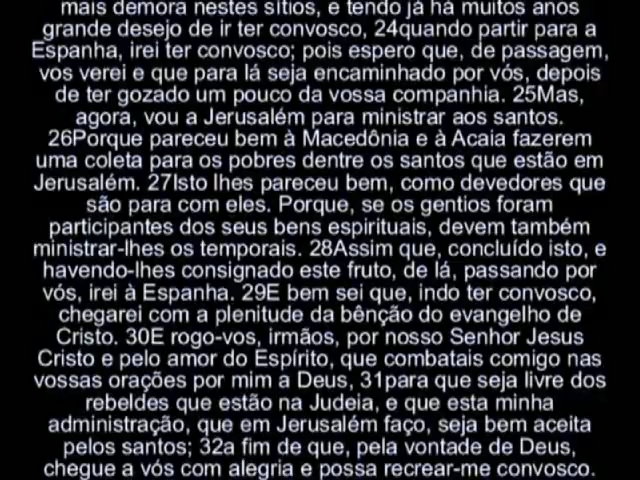 mais demora nestes sítios, e tendo já há muitos anos
grande desejo de ir ter convosco, 24quando partir para a
Espanha, irei ter convosco; pois espero que, de passagem,
vos verei e que para lá seja encaminhado por vós, depois
de ter gozado um pouco da vossa companhia. 25Mas,
agora, vou a Jerusalém para ministrar aos santos.
26Porque pareceu bem à Macedônia e à Acaia fazerem
uma coleta para os pobres dentre os santos que estão em
Jerusalém. 27Isto lhes pareceu bem, como devedores que
são para com eles. Porque, se os gentios foram
participantes dos seus bens espirituais, devem também
ministrar-lhes os temporais. 28Assim que, concluído isto, e
havendo-lhes consignado este fruto, de lá, passando por
vós, irei à Espanha. 29E bem sei que, indo ter convosco,
chegarei com a plenitude da bênção do evangelho de
Cristo. 30E rogo-vos, irmãos, por nosso Senhor Jesus
Cristo e pelo amor do Espírito, que combatais comigo nas
vossas orações por mim a Deus, 31para que seja livre dos
rebeldes que estão na Judeia, e que esta minha
administração, que em Jerusalém faço, seja bem aceita
pelos santos; 32a fim de que, pela vontade de Deus,
chegue a vós com alegria e possa recrear-me convosco.